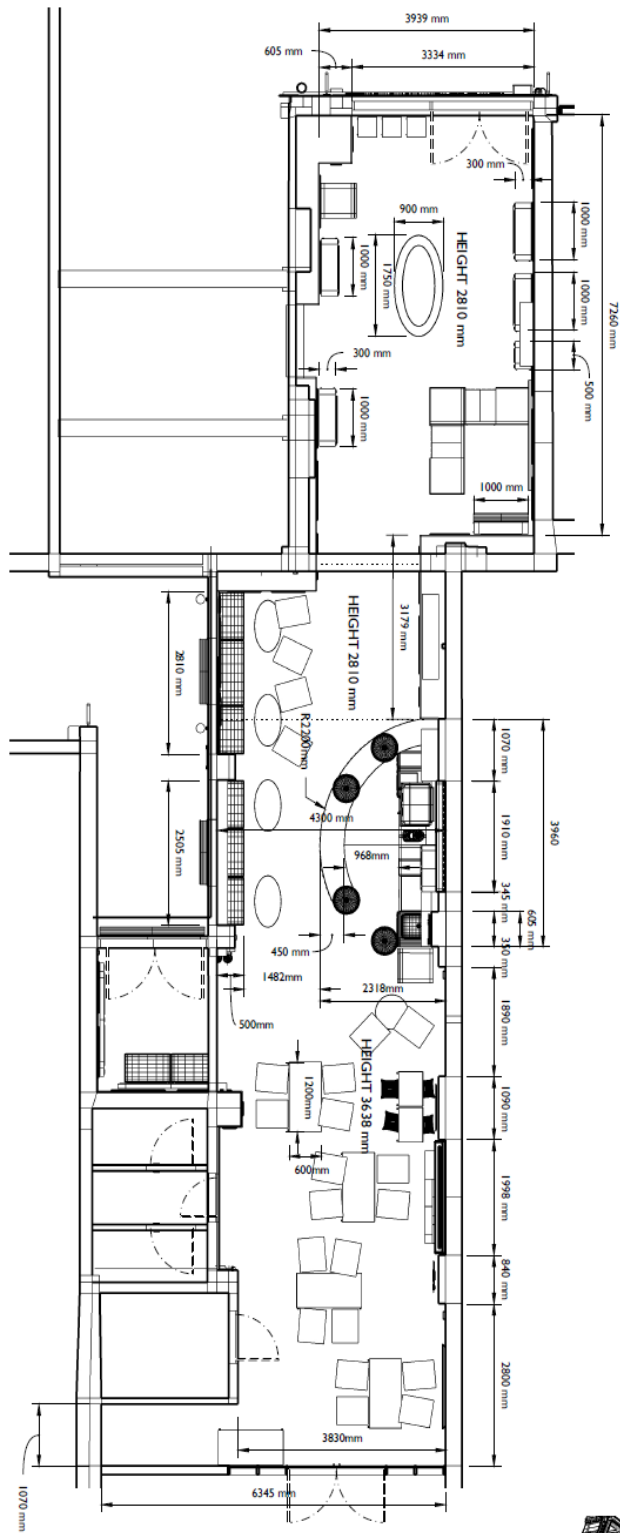 3939 mm
605 mm
3334 mm
300 mm
900 mm
HEIGHT 2810 mm
1000 mm
1000 mm
1750 mm
1000 mm
7260 mm
300 mm
500 mm
1000 mm
1000 mm
3179 mm
HEIGHT 2810 mm
2810 mm
R2200mm
1070 mm
4300 mm
3960
1910 mm
968mm
2505 mm
345 mm
605 mm
450 mm
350 mm
1482mm
2318mm
500mm
1890 mm
HEIGHT 3638 mm
1200mm
1090 mm
600mm
1998 mm
840 mm
2800 mm
3830mm
1070 mm
6345 mm